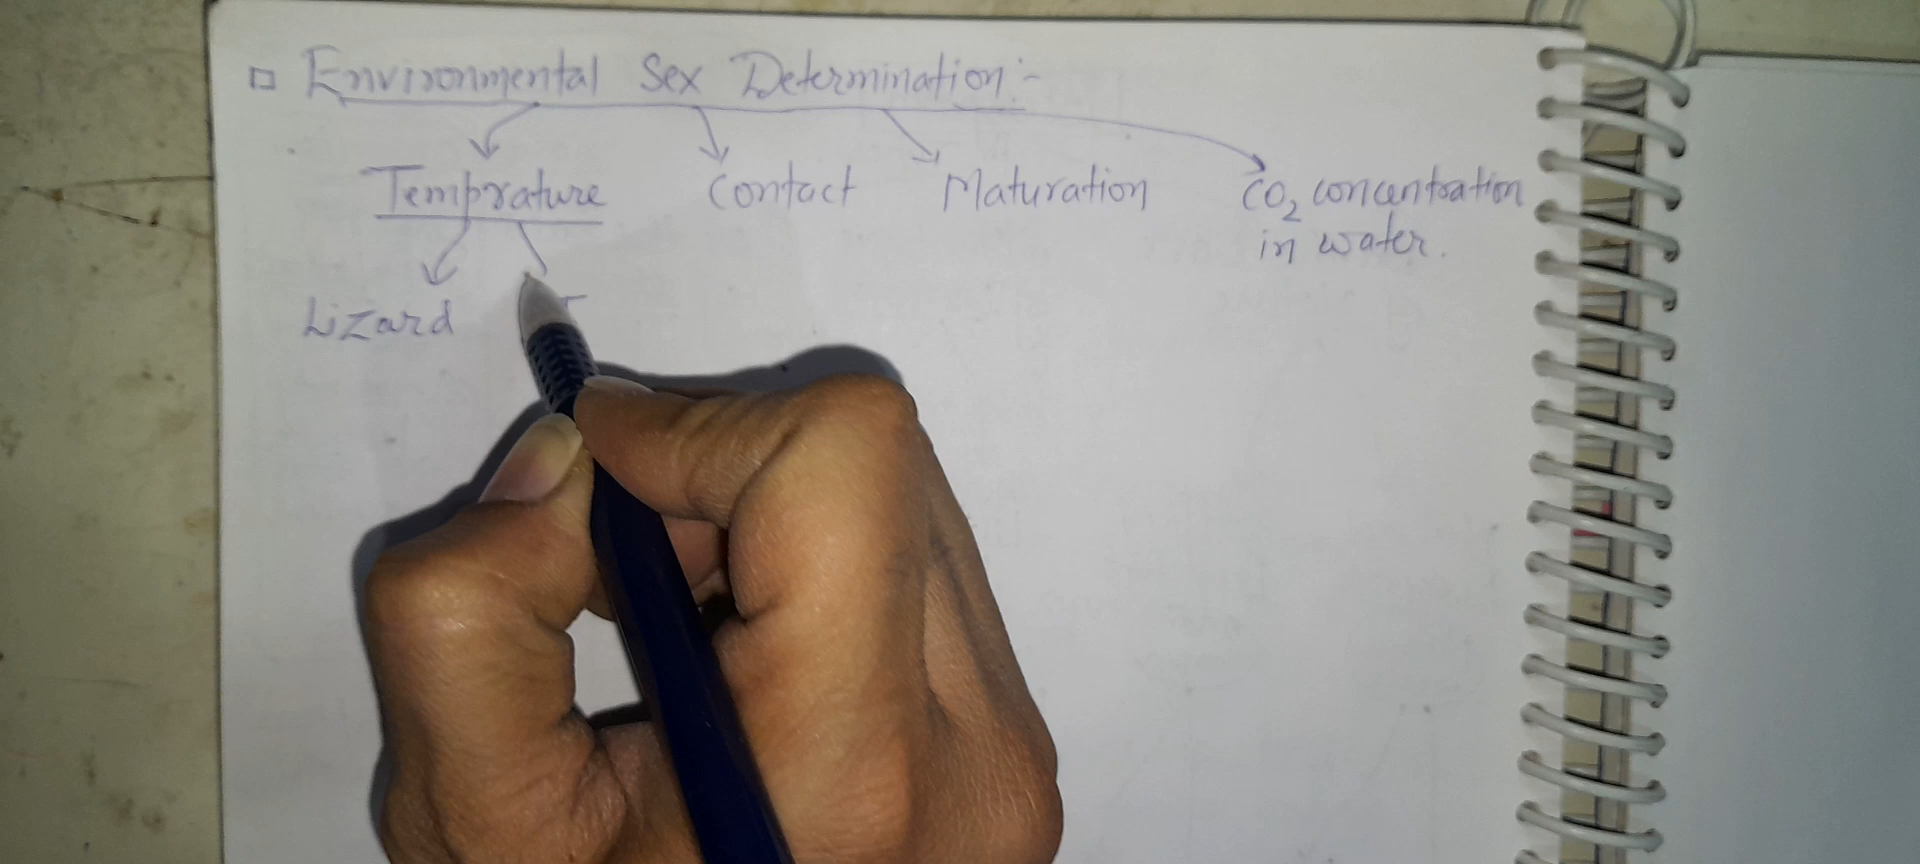 Environmental Sex Determination:-
Temprature Contact Maturation CO₂ concentration
in water.
Lizard